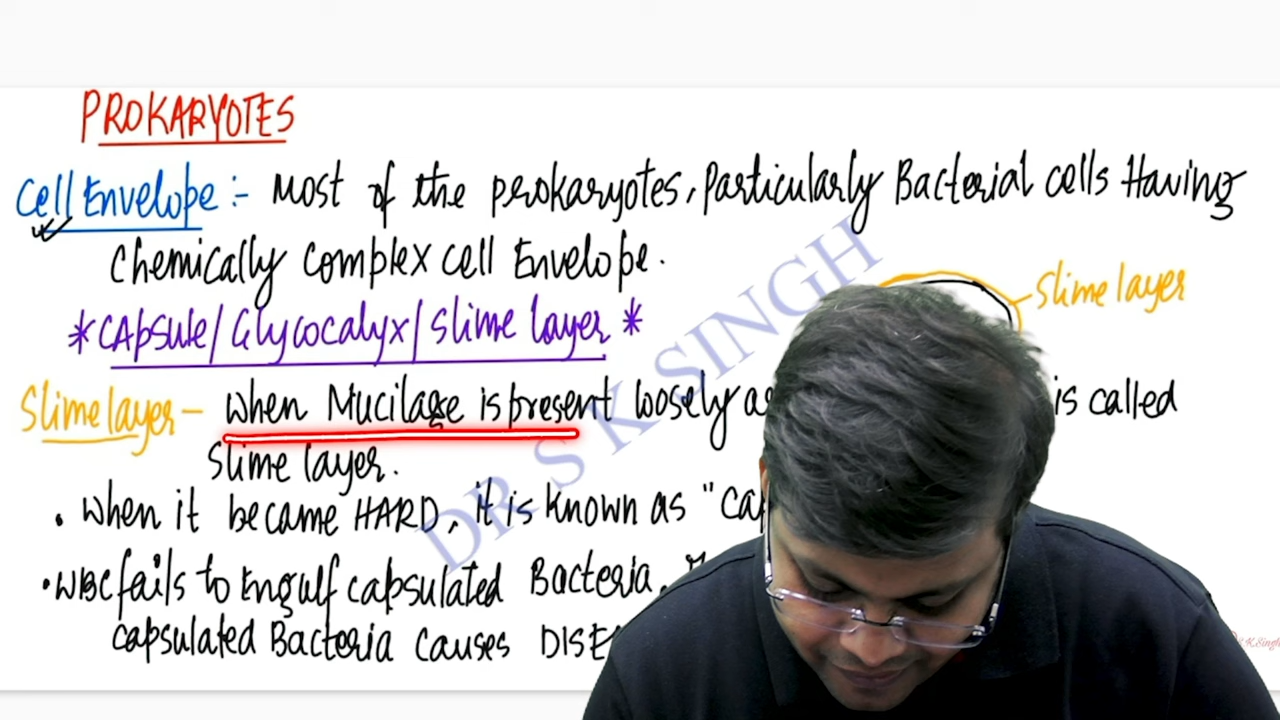 PROKARYOTES
Cell Envelope :- Most of the prokaryotes, Particularly Bacterial cells Having
Chemically Complex cell Envelope.
Slime layer
*CApsule/Glycocalyx/Slime layer*
Slime layer - When Mucilage is present loosely is called
Slime layer.
• When it became HARD, it is known as "
• WBC fails to Engulf capsulated Bacteria.
capsulated Bacteria causes
DR S K SINGH
K.Singh